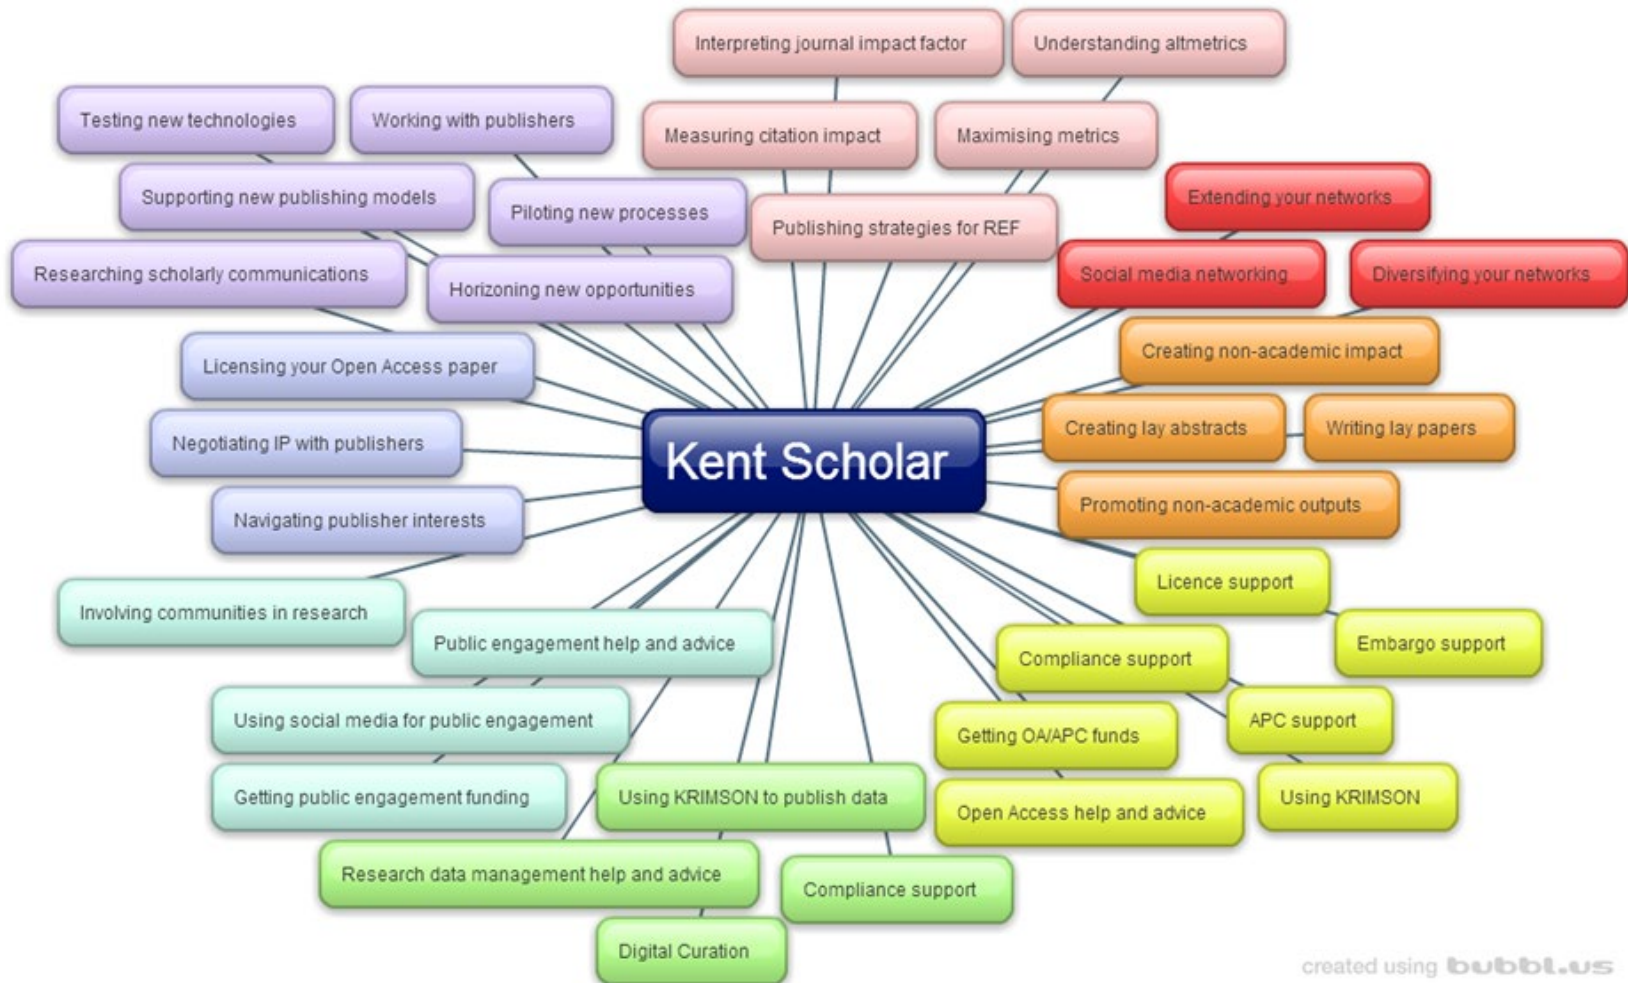 Interpreting journal impact factor
Understanding altmetrics
Testing new technologies
Working with publishers
Measuring citation impact
Maximising metrics
Supporting new publishing models
Piloting new processes
Publishing strategies for REF
Extending your networks
Researching scholarly communications
Horizoning new opportunities
Social media networking
Diversifying your networks
Licensing your Open Access paper
Creating non-academic impact
Negotiating IP with publishers
Kent Scholar
Creating lay abstracts
Writing lay papers
Navigating publisher interests
Promoting non-academic outputs
Licence support
Involving communities in research
Public engagement help and advice
Compliance support
Embargo support
Using social media for public engagement
Getting OA/APC funds
APC support
Getting public engagement funding
Using KRIMSON to publish data
Open Access help and advice
Using KRIMSON
Research data management help and advice
Compliance support
Digital Curation
created using bubbl.us